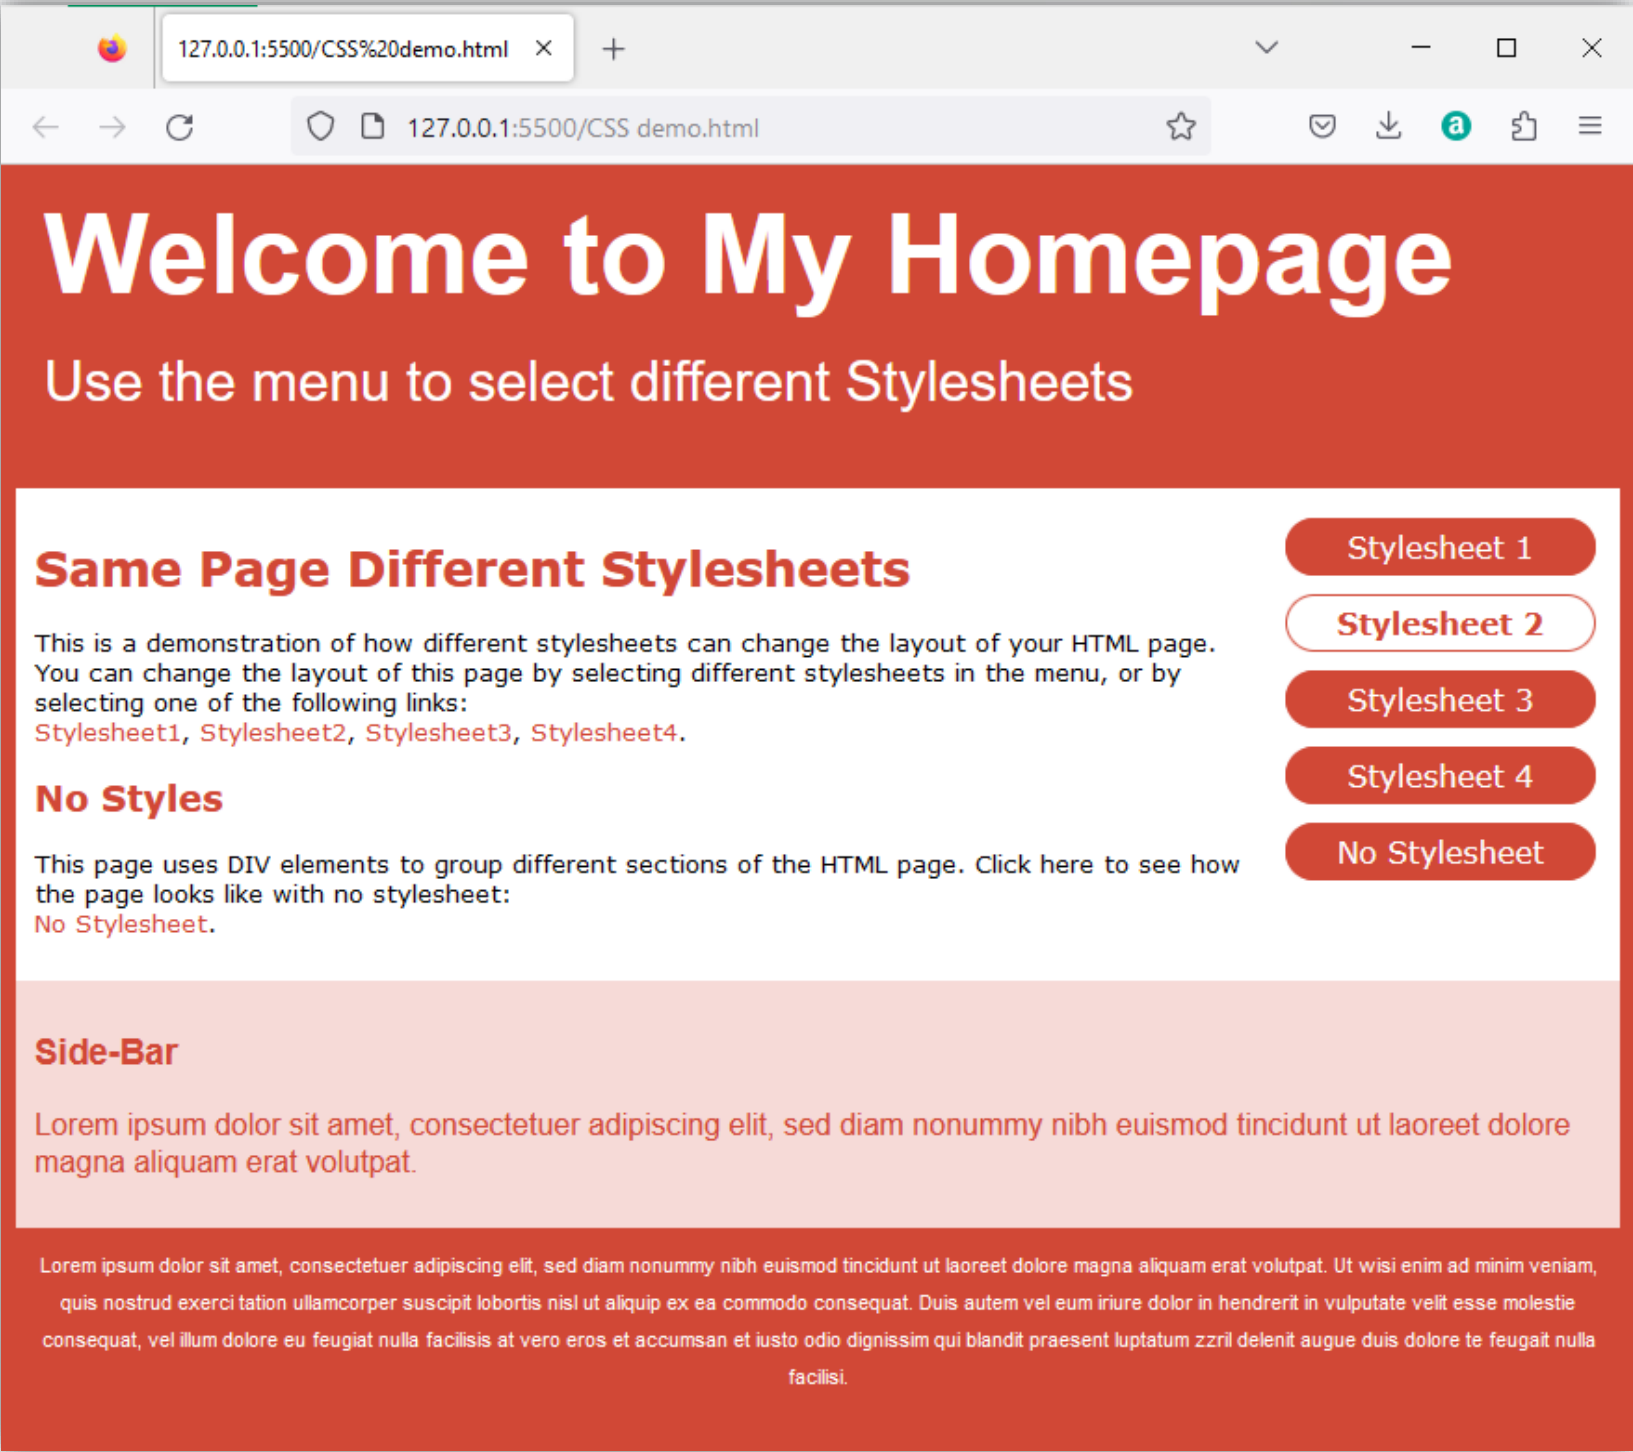 127.0.0.1:5500/CSS%20demo.html
127.0.0.1:5500/CSS demo.html
a
Welcome to My Homepage
Use the menu to select different Stylesheets
Same Page Different Stylesheets
This is a demonstration of how different stylesheets can change the layout of your HTML page.
You can change the layout of this page by selecting different stylesheets in the menu, or by
selecting one of the following links:
Stylesheet1, Stylesheet2, Stylesheet3, Stylesheet4.
No Styles
This page uses DIV elements to group different sections of the HTML page. Click here to see how
the page looks like with no stylesheet:
No Stylesheet.
Stylesheet 1
Stylesheet 2
Stylesheet 3
Stylesheet 4
No Stylesheet
Side-Bar
Lorem ipsum dolor sit amet, consectetuer adipiscing elit, sed diam nonummy nibh euismod tincidunt ut laoreet dolore
magna aliquam erat volutpat.
Lorem ipsum dolor sit amet, consectetuer adipiscing elit, sed diam nonummy nibh euismod tincidunt ut laoreet dolore magna aliquam erat volutpat. Ut wisi enim ad minim veniam,
quis nostrud exerci tation ullamcorper suscipit lobortis nisl ut aliquip ex ea commodo consequat. Duis autem vel eum iriure dolor in hendrerit in vulputate velit esse molestie
consequat, vel illum dolore eu feugiat nulla facilisis at vero eros et accumsan et iusto odio dignissim qui blandit praesent luptatum zzril delenit augue duis dolore te feugait nulla
facilisi.